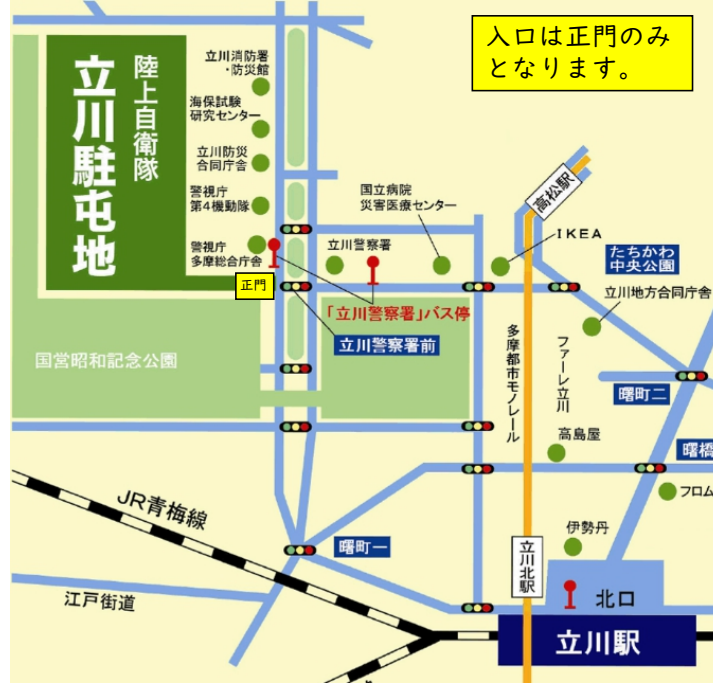 入口は正門のみ
となります。
陸上自衛隊
立川駐屯地
立川消防署
・防災館
海保試験
研究センター
立川防災
合同庁舎
警視庁
第4機動隊
警視庁
多摩総合庁舎
正門
立川警察署
国立病院
災害医療センター
高松駅
IKEA
たちかわ
中央公園
立川地方合同庁舎
「立川警察署」バス停
立川警察署前
国営昭和記念公園
多摩都市モノレール
ファーレ立川
曙町二
高島屋
曙橋
フロム
JR青梅線
曙町一
伊勢丹
立川北駅
江戸街道
北口
立川駅